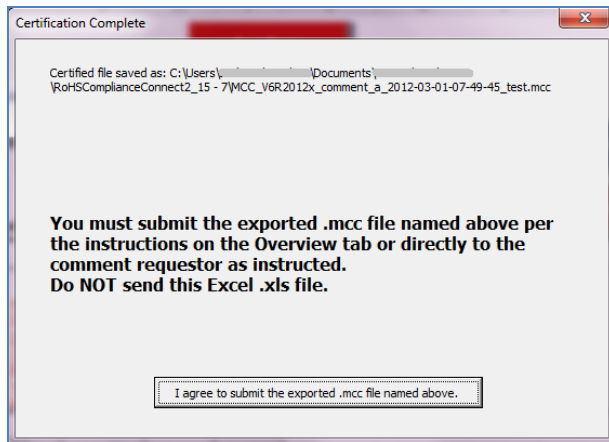 Certification Complete
Certified file saved as: C:\Users\ \Documents\
\RoHSComplianceConnect2_15 - 7\MCC_V6R2012x_comment_a_2012-03-01-07-49-45_test.mcc
You must submit the exported .mcc file named above per
the instructions on the Overview tab or directly to the
comment requestor as instructed.
Do NOT send this Excel .xls file.
I agree to submit the exported .mcc file named above.